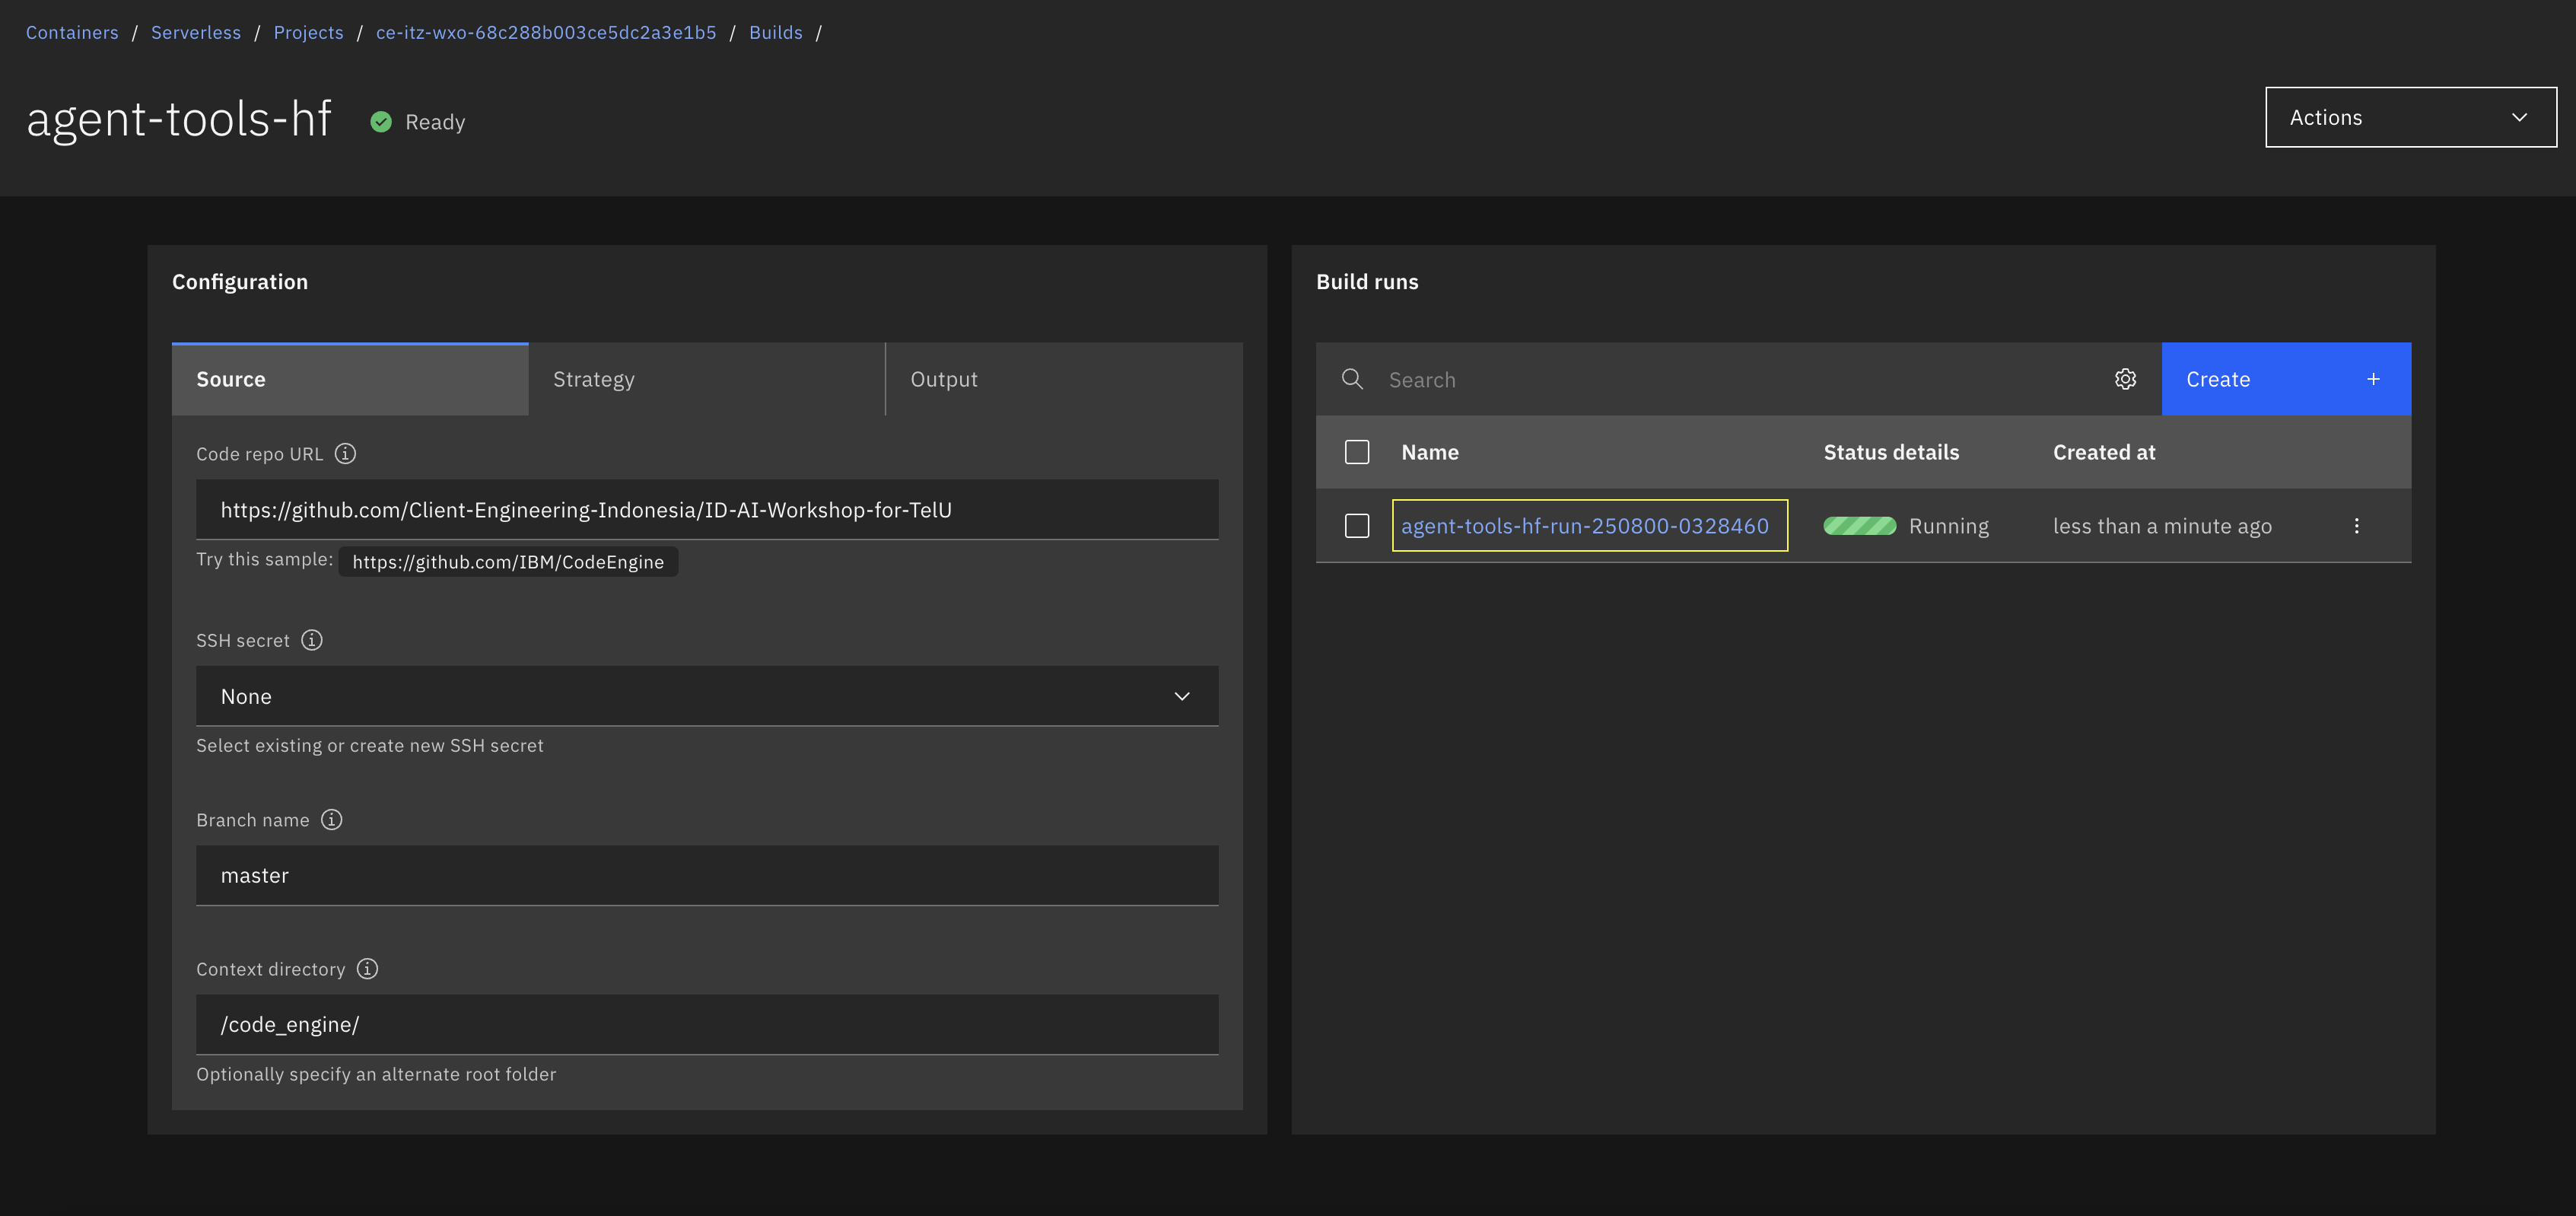 Containers / Serverless / Projects / ce-itz-wxo-68c288b003ce5dc2a3e1b5 / Builds /
agent-tools-hf Ready
Actions
Configuration
Source Strategy Output
Code repo URL
https://github.com/Client-Engineering-Indonesia/ID-AI-Workshop-for-TelU
Try this sample: https://github.com/IBM/CodeEngine
SSH secret
None
Select existing or create new SSH secret
Branch name
master
Context directory
/code_engine/
Optionally specify an alternate root folder
Build runs
Search
Create +
Name Status details Created at
agent-tools-hf-run-250800-0328460 Running less than a minute ago